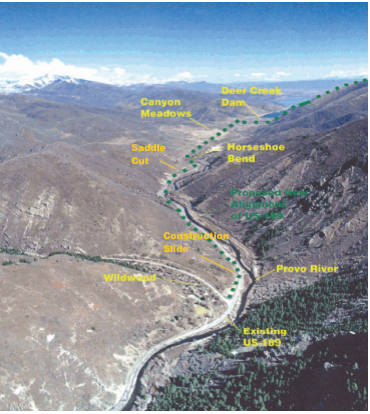 Deer Creek
Dam
Canyon
Meadows
Saddle
Cut
Horseshoe
Bend
Proposed New
Alignment
of US-189
Construction
Slide
Provo River
Wildwood
Existing
US-189